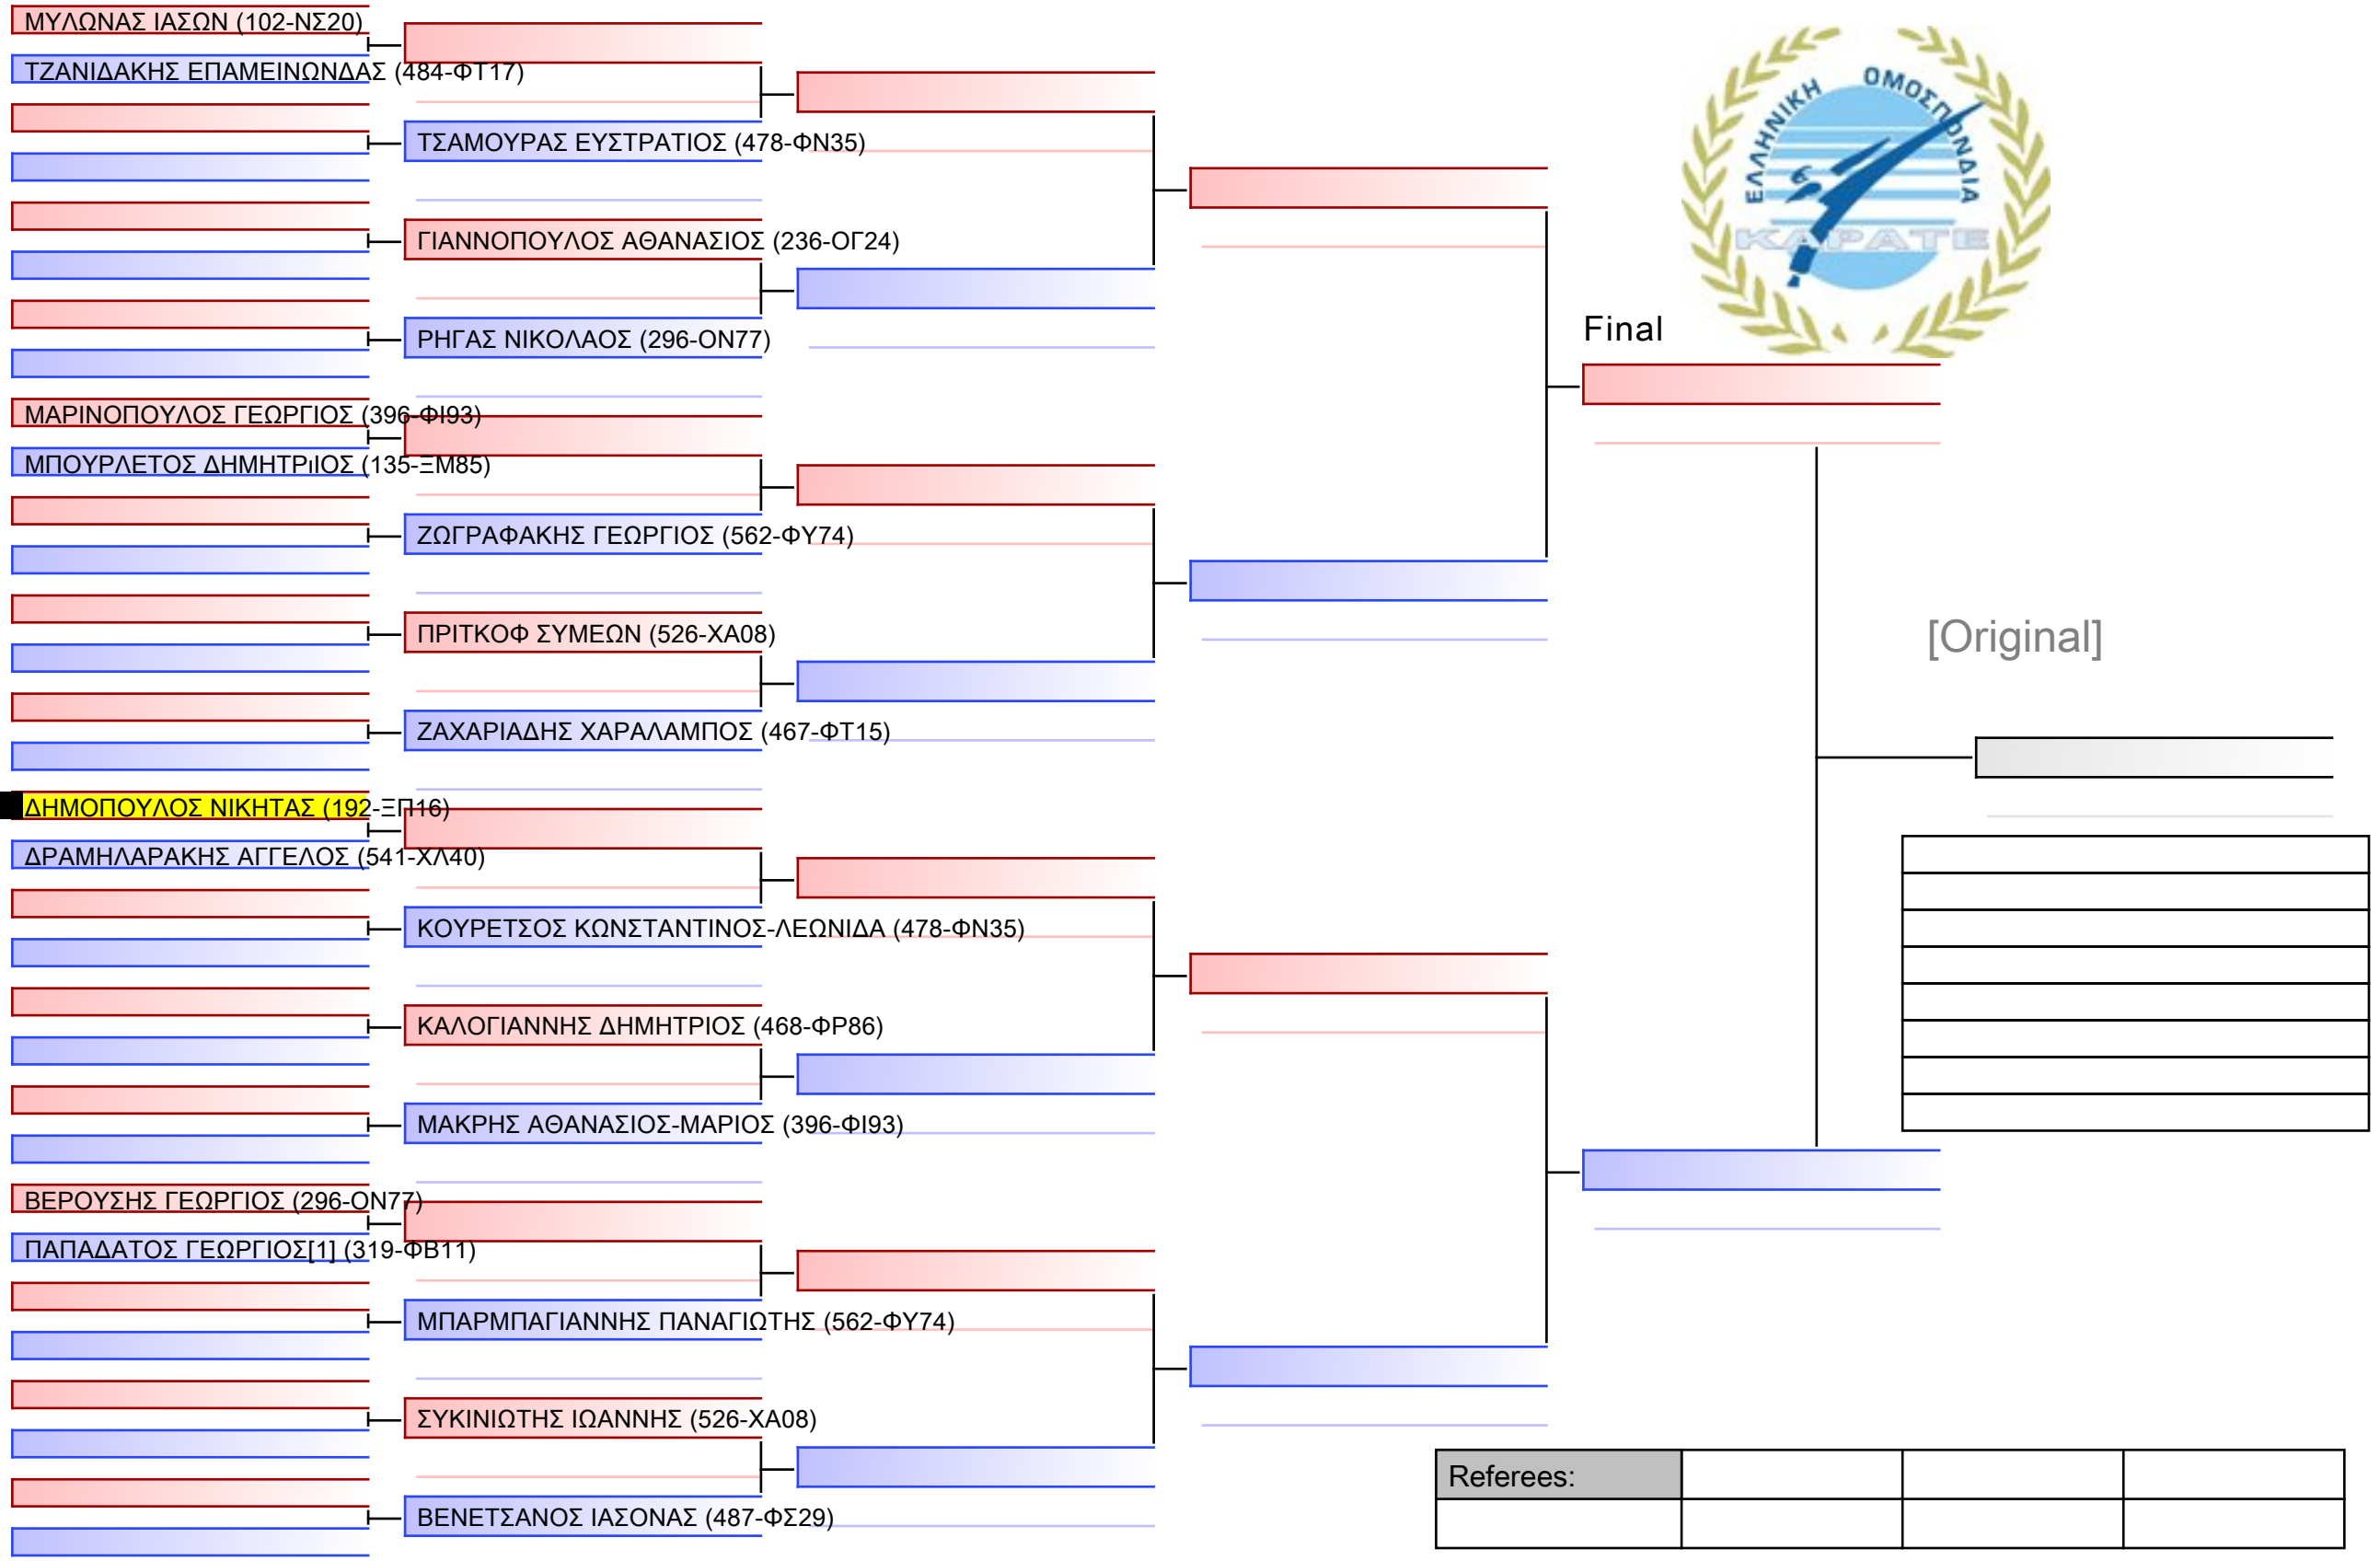 ΜΥΛΩΝΑΣ ΙΑΣΩΝ (102-ΝΣ20)
ΤΖΑΝΙΔΑΚΗΣ ΕΠΑΜΕΙΝΩΝΔΑΣ (484-ΦΤ17)
ΤΣΑΜΟΥΡΑΣ ΕΥΣΤΡΑΤΙΟΣ (478-ΦΝ35)
ΓΙΑΝΝΟΠΟΥΛΟΣ ΑΘΑΝΑΣΙΟΣ (236-ΟΓ24)
ΡΗΓΑΣ ΝΙΚΟΛΑΟΣ (296-ΟΝ77)
ΜΑΡΙΝΟΠΟΥΛΟΣ ΓΕΩΡΓΙΟΣ (396-ΦΙ93)
ΜΠΟΥΡΛΕΤΟΣ ΔΗΜΗΤΡιΙΟΣ (135-ΞΜ85)
ΖΩΓΡΑΦΑΚΗΣ ΓΕΩΡΓΙΟΣ (562-ΦΥ74)
ΠΡΙΤΚΟΦ ΣΥΜΕΩΝ (526-ΧΑ08)
ΖΑΧΑΡΙΑΔΗΣ ΧΑΡΑΛΑΜΠΟΣ (467-ΦΤ15)
ΔΗΜΟΠΟΥΛΟΣ ΝΙΚΗΤΑΣ (192-ΞΠ16)
ΔΡΑΜΗΛΑΡΑΚΗΣ ΑΓΓΕΛΟΣ (541-ΧΛ40)
ΚΟΥΡΕΤΣΟΣ ΚΩΝΣΤΑΝΤΙΝΟΣ-ΛΕΩΝΙΔΑ (478-ΦΝ35)
ΚΑΛΟΓΙΑΝΝΗΣ ΔΗΜΗΤΡΙΟΣ (468-ΦΡ86)
ΜΑΚΡΗΣ ΑΘΑΝΑΣΙΟΣ-ΜΑΡΙΟΣ (396-ΦΙ93)
ΒΕΡΟΥΣΗΣ ΓΕΩΡΓΙΟΣ (296-ΟΝ77)
ΠΑΠΑΔΑΤΟΣ ΓΕΩΡΓΙΟΣ[1] (319-ΦΒ11)
ΜΠΑΡΜΠΑΓΙΑΝΝΗΣ ΠΑΝΑΓΙΩΤΗΣ (562-ΦΥ74)
ΣΥΚΙΝΙΩΤΗΣ ΙΩΑΝΝΗΣ (526-ΧΑ08)
ΒΕΝΕΤΣΑΝΟΣ ΙΑΣΟΝΑΣ (487-ΦΣ29)
ΕΛΛΗΝΙΚΗ ΟΜΟΣΠΟΝΔΙΑ
ΚΑΡΑΤΕ
Final
[Original]
Referees: